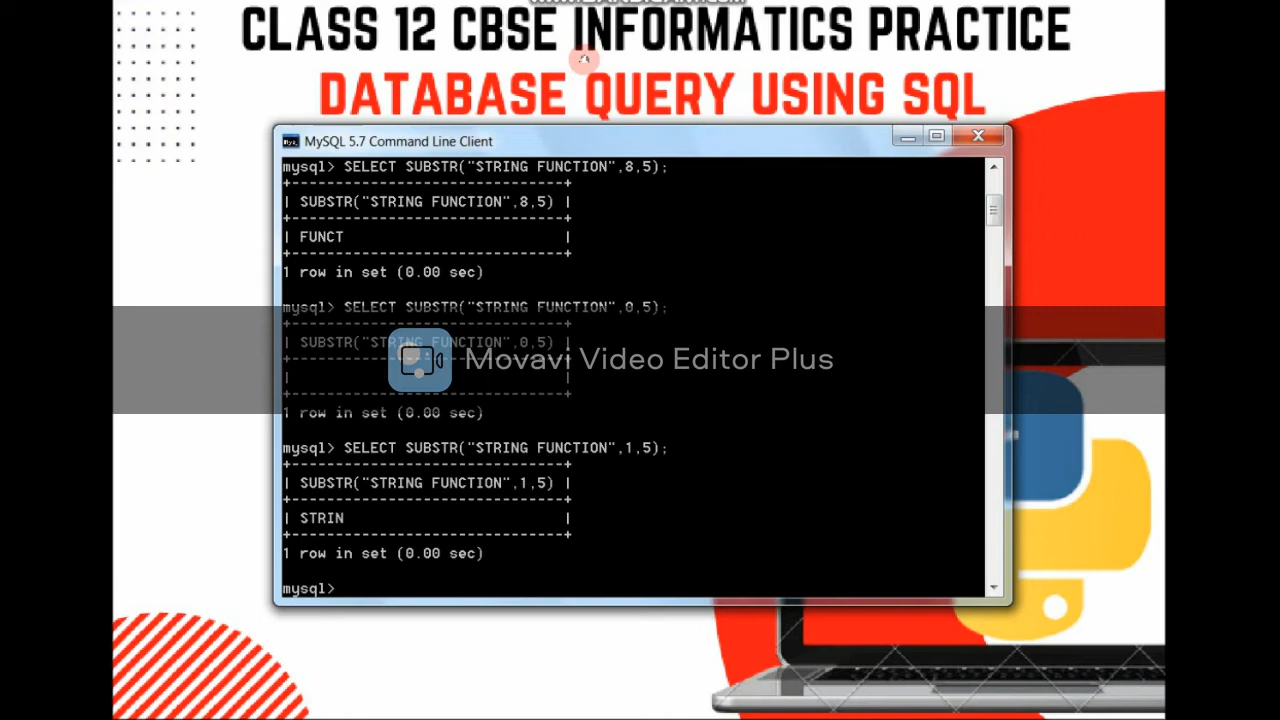 www.BANDICAM.com
CLASS 12 CBSE INFORMATICS PRACTICE
DATABASE QUERY USING SQL
MySQL 5.7 Command Line Client
mysql> SELECT SUBSTR("STRING FUNCTION",8,5);
+-------------------------------+
| SUBSTR("STRING FUNCTION",8,5) |
+-------------------------------+
| FUNCT                         |
+-------------------------------+
1 row in set (0.00 sec)
mysql> SELECT SUBSTR("STRING FUNCTION",0,5);
+-------------------------------+
| SUBSTR("STRING FUNCTION",0,5) |
+-------------------------------+
|                               |
+-------------------------------+
Movavi Video Editor Plus
1 row in set (0.00 sec)
mysql> SELECT SUBSTR("STRING FUNCTION",1,5);
+-------------------------------+
| SUBSTR("STRING FUNCTION",1,5) |
+-------------------------------+
| STRIN                         |
+-------------------------------+
1 row in set (0.00 sec)
mysql>